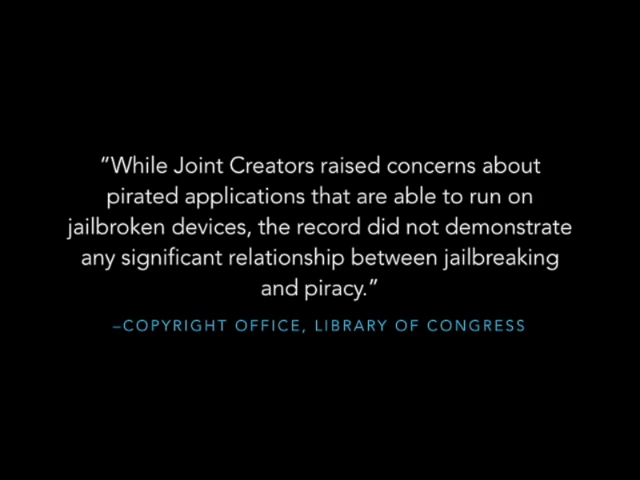 ”While Joint Creators raised concerns about
pirated applications that are able to run on
jailbroken devices, the record did not demonstrate
any significant relationship between jailbreaking
and piracy.”
–COPYRIGHT OFFICE, LIBRARY OF CONGRESS